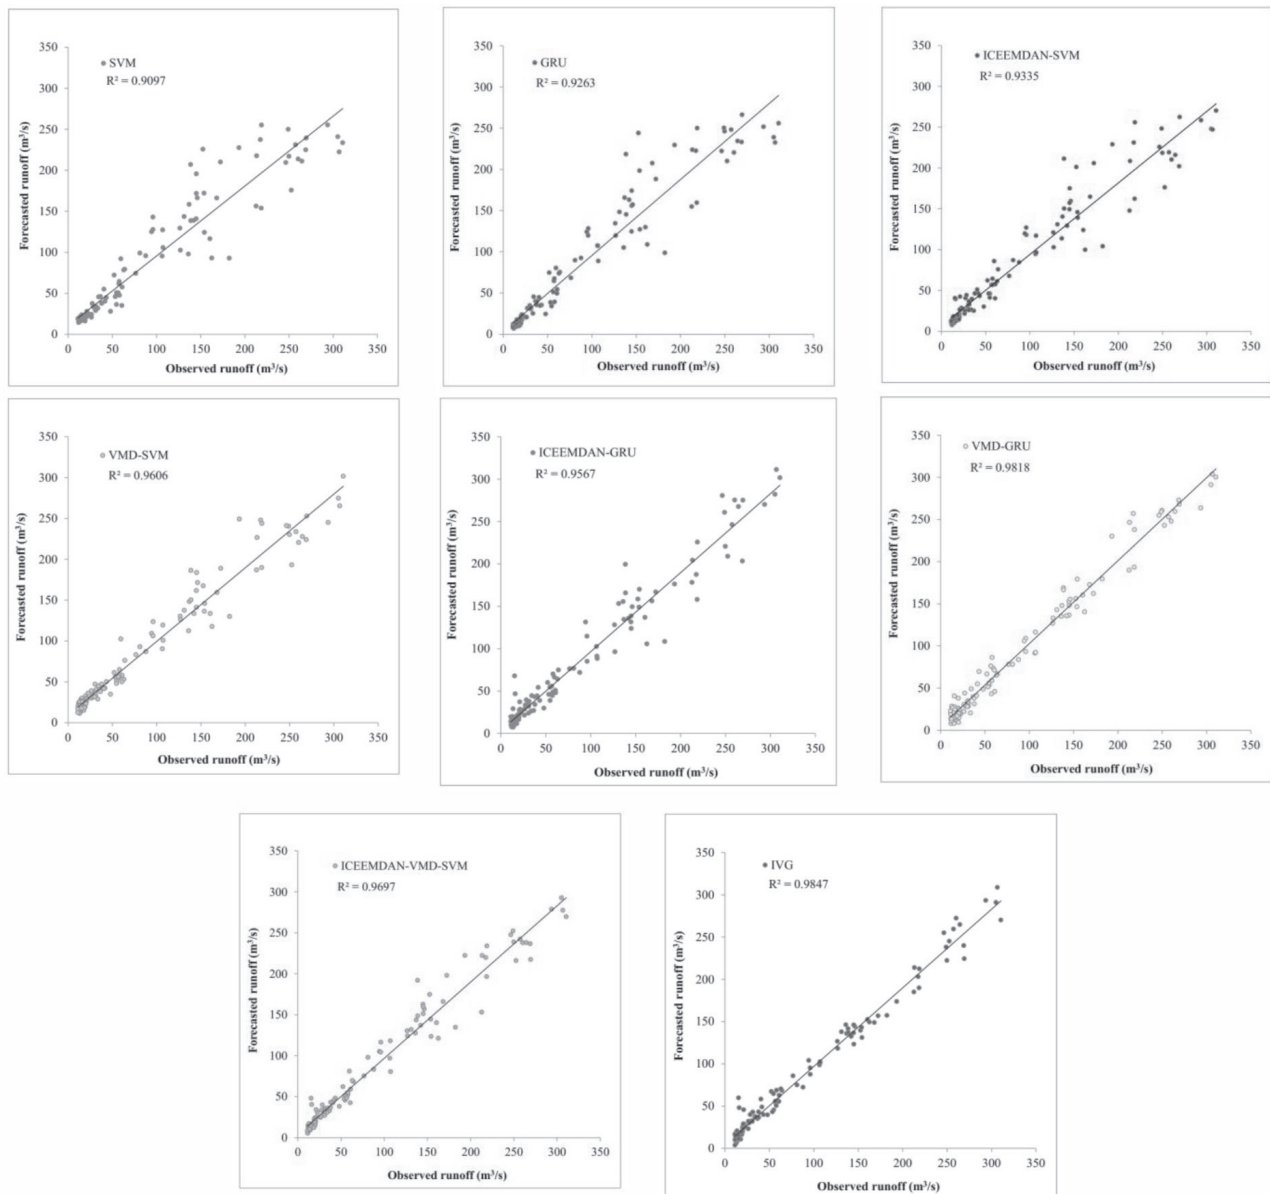 350
300
250
200
150
100
50
0
SVM
R² = 0.9097
Forecasted runoff (m³/s)
0 50 100 150 200 250 300 350
Observed runoff (m³/s)
350
300
250
200
150
100
50
0
GRU
R² = 0.9263
Forecasted runoff (m³/s)
0 50 100 150 200 250 300 350
Observed runoff (m³/s)
350
300
250
200
150
100
50
0
ICEEMDAN-SVM
R² = 0.9335
Forecasted runoff (m³/s)
0 50 100 150 200 250 300 350
Observed runoff (m³/s)
350
300
250
200
150
100
50
0
VMD-SVM
R² = 0.9606
Forecasted runoff (m³/s)
0 50 100 150 200 250 300 350
Observed runoff (m³/s)
350
300
250
200
150
100
50
0
ICEEMDAN-GRU
R² = 0.9567
Forecasted runoff (m³/s)
0 50 100 150 200 250 300 350
Observed runoff (m³/s)
350
300
250
200
150
100
50
0
VMD-GRU
R² = 0.9818
Forecasted runoff (m³/s)
0 50 100 150 200 250 300 350
Observed runoff (m³/s)
350
300
250
200
150
100
50
0
ICEEMDAN-VMD-SVM
R² = 0.9697
Forecasted runoff (m³/s)
0 50 100 150 200 250 300 350
Observed runoff (m³/s)
350
300
250
200
150
100
50
0
IVG
R² = 0.9847
Forecasted runoff (m³/s)
0 50 100 150 200 250 300 350
Observed runoff (m³/s)